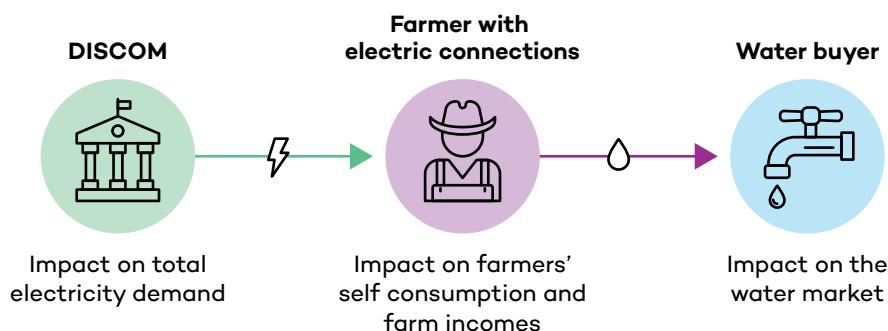 DISCOM
Farmer with
electric connections
Water buyer
Impact on total
electricity demand
Impact on farmers'
self consumption and
farm incomes
Impact on the
water market